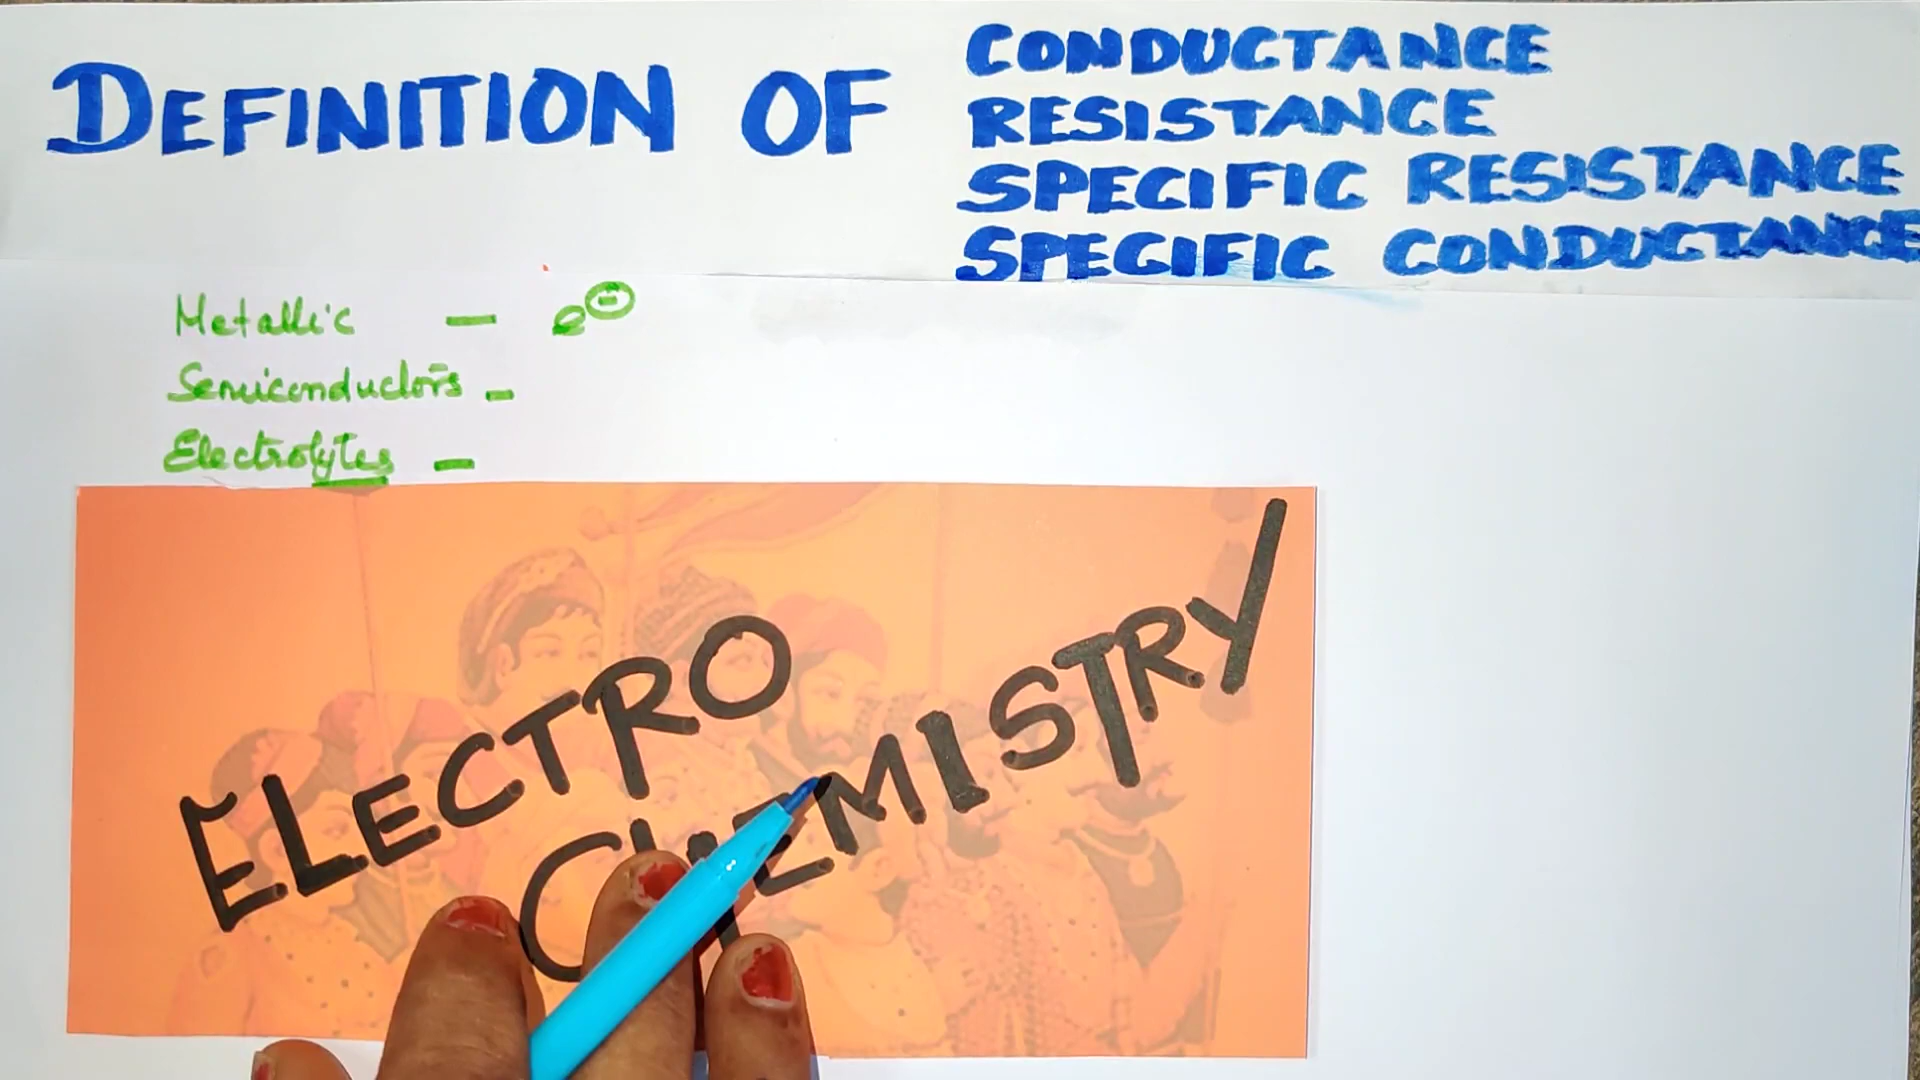 DEFINITION OF
CONDUCTANCE
RESISTANCE
SPECIFIC RESISTANCE
SPECIFIC CONDUCTANCE
Metallic — e⊖
Semiconductors -
Electrolytes -
ELECTRO
CHEMISTRY